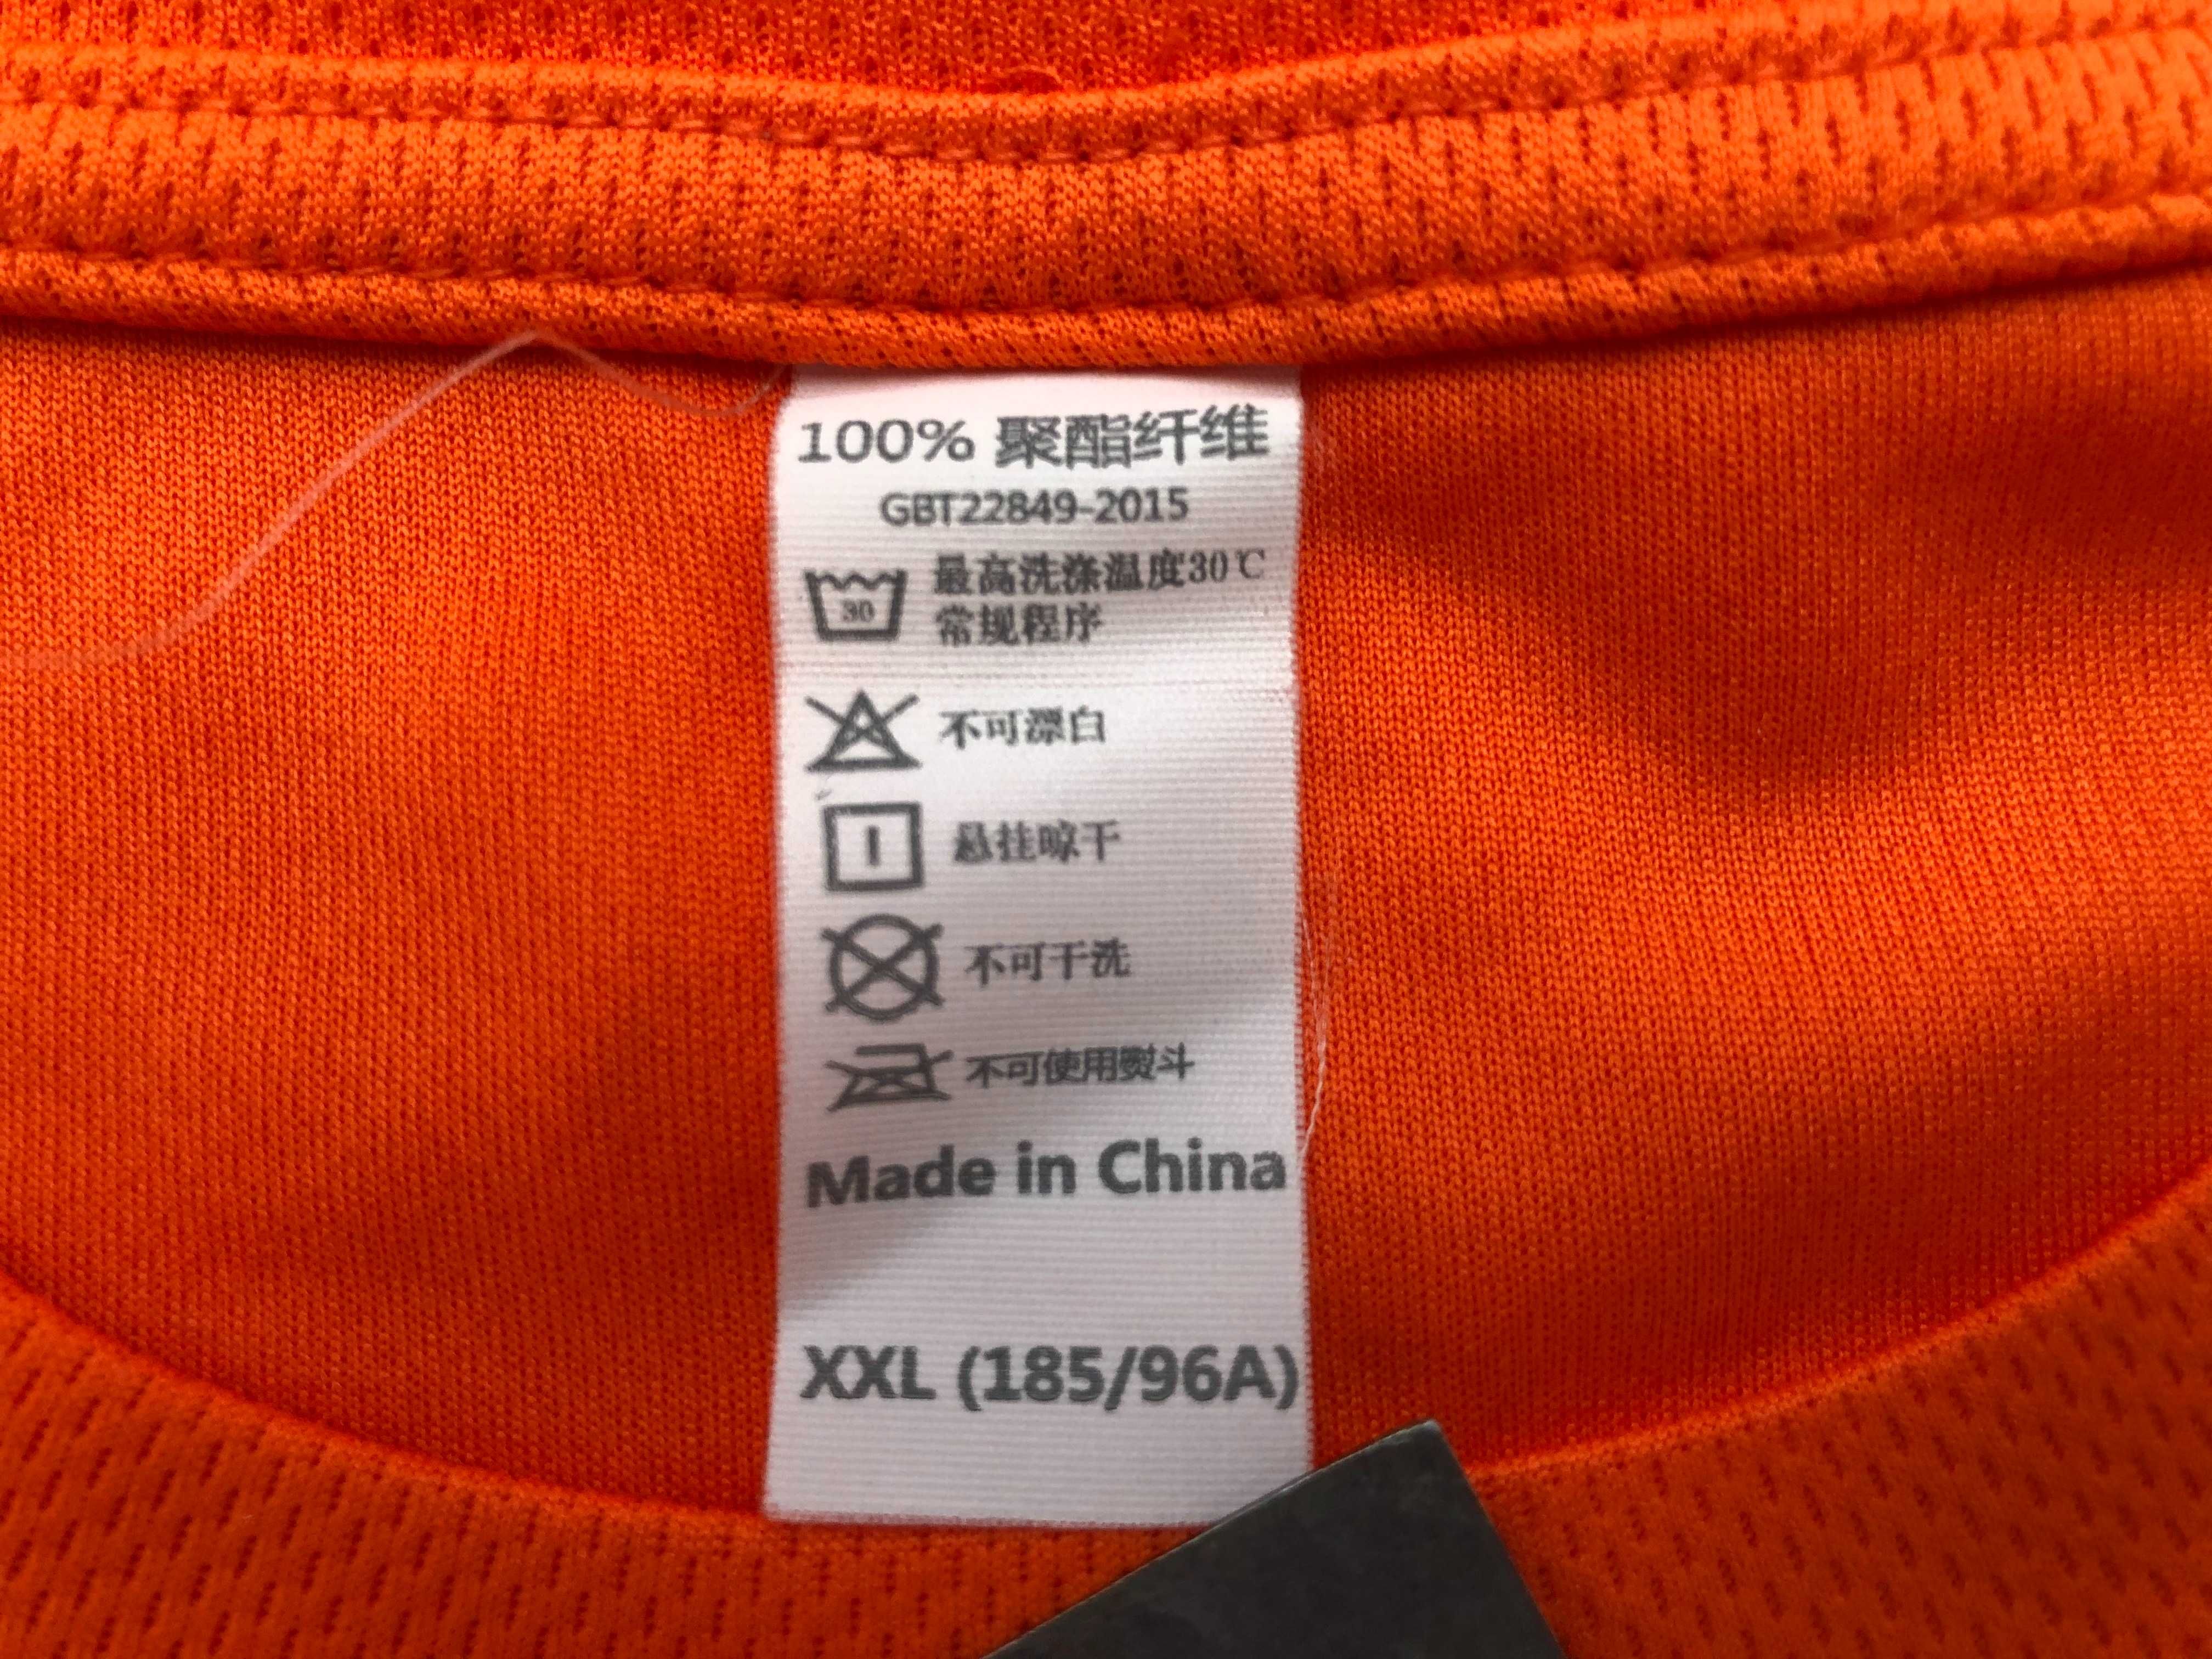 100% 聚酯纤维
GBT22849-2015
最高洗涤温度30℃
30
常规程序
不可漂白
悬挂晾干
不可干洗
不可使用熨斗
Made in China
XXL (185/96A)